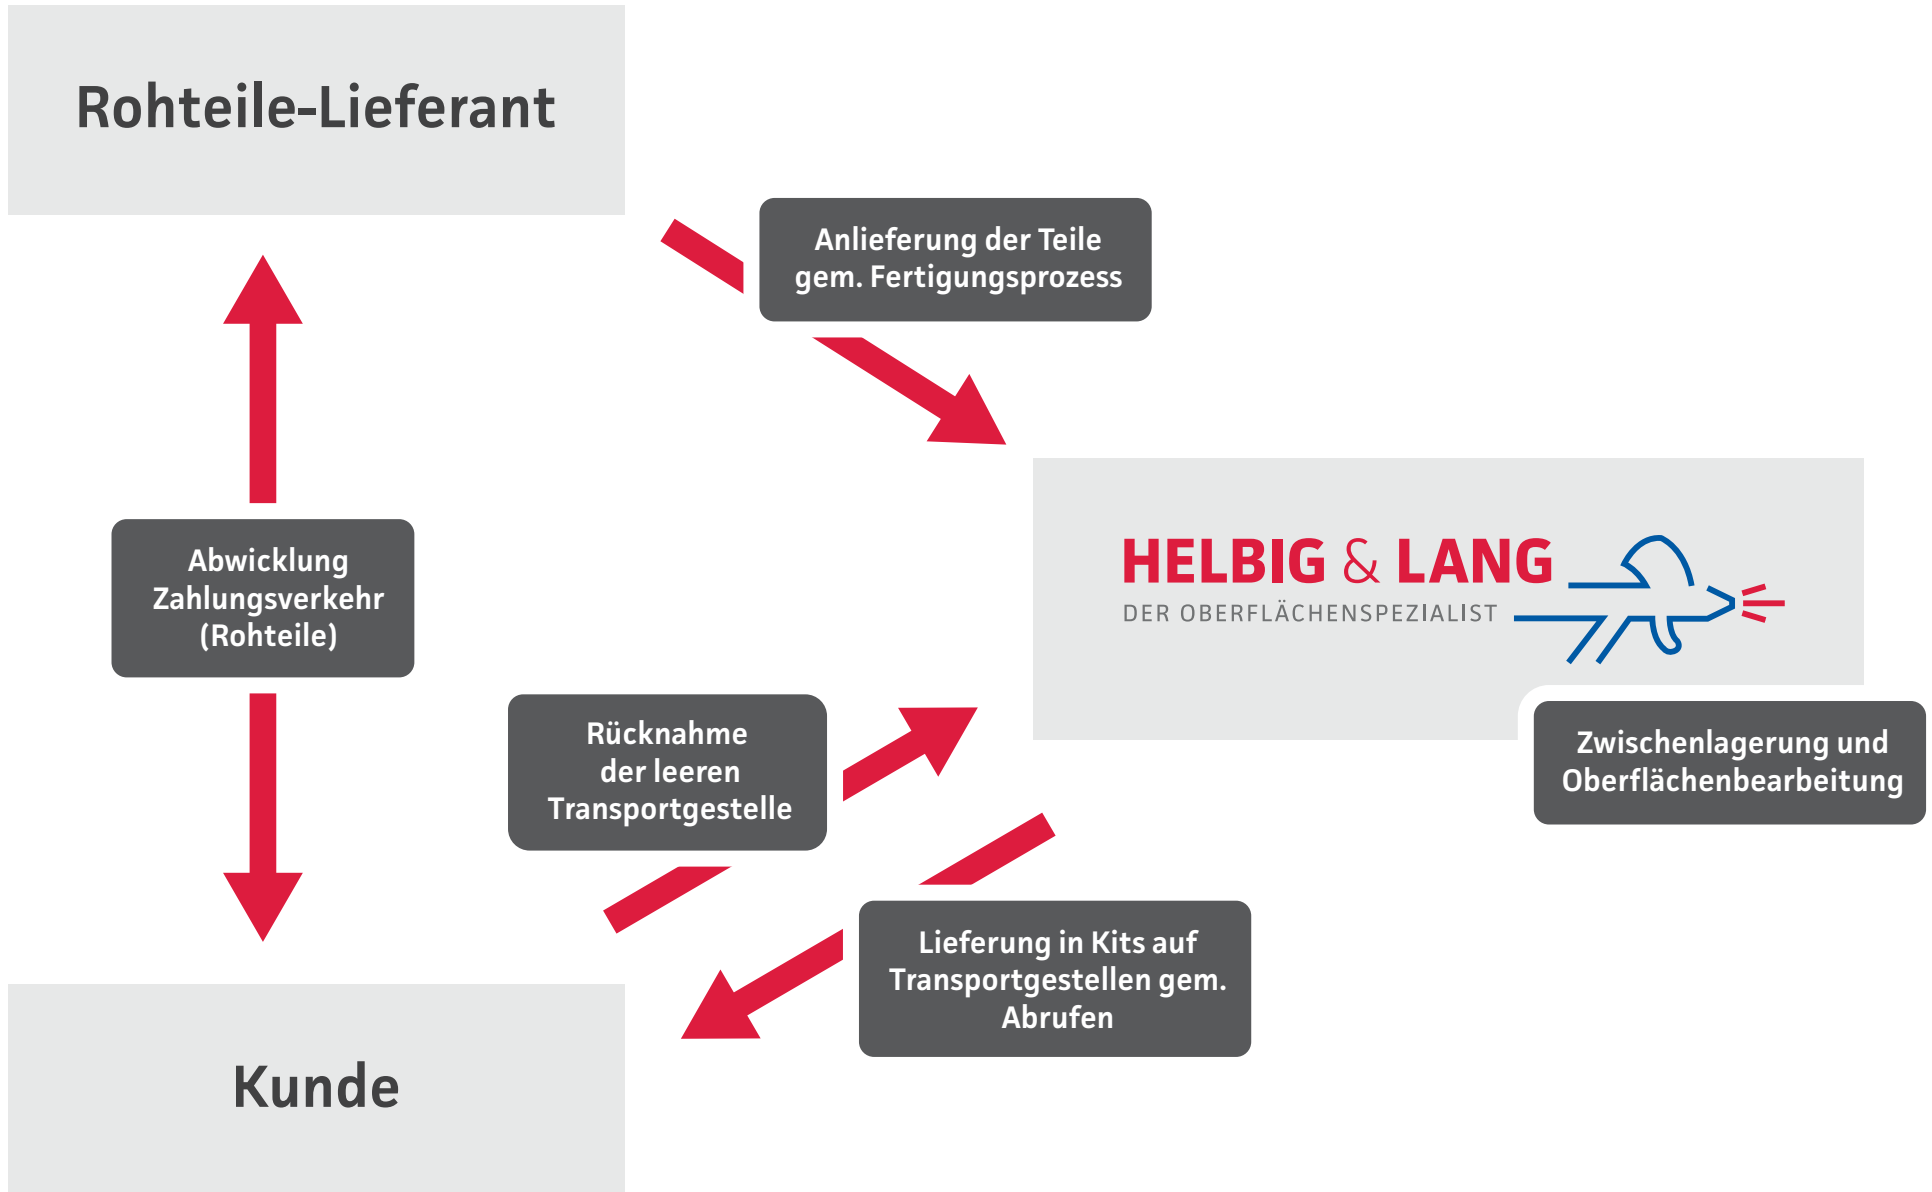 Rohteile-Lieferant
Anlieferung der Teile
gem. Fertigungsprozess
Abwicklung
Zahlungsverkehr
(Rohteile)
HELBIG & LANG
DER OBERFLÄCHENSPEZIALIST
Zwischenlagerung und
Oberflächenbearbeitung
Rücknahme
der leeren
Transportgestelle
Lieferung in Kits auf
Transportgestellen gem.
Abrufen
Kunde